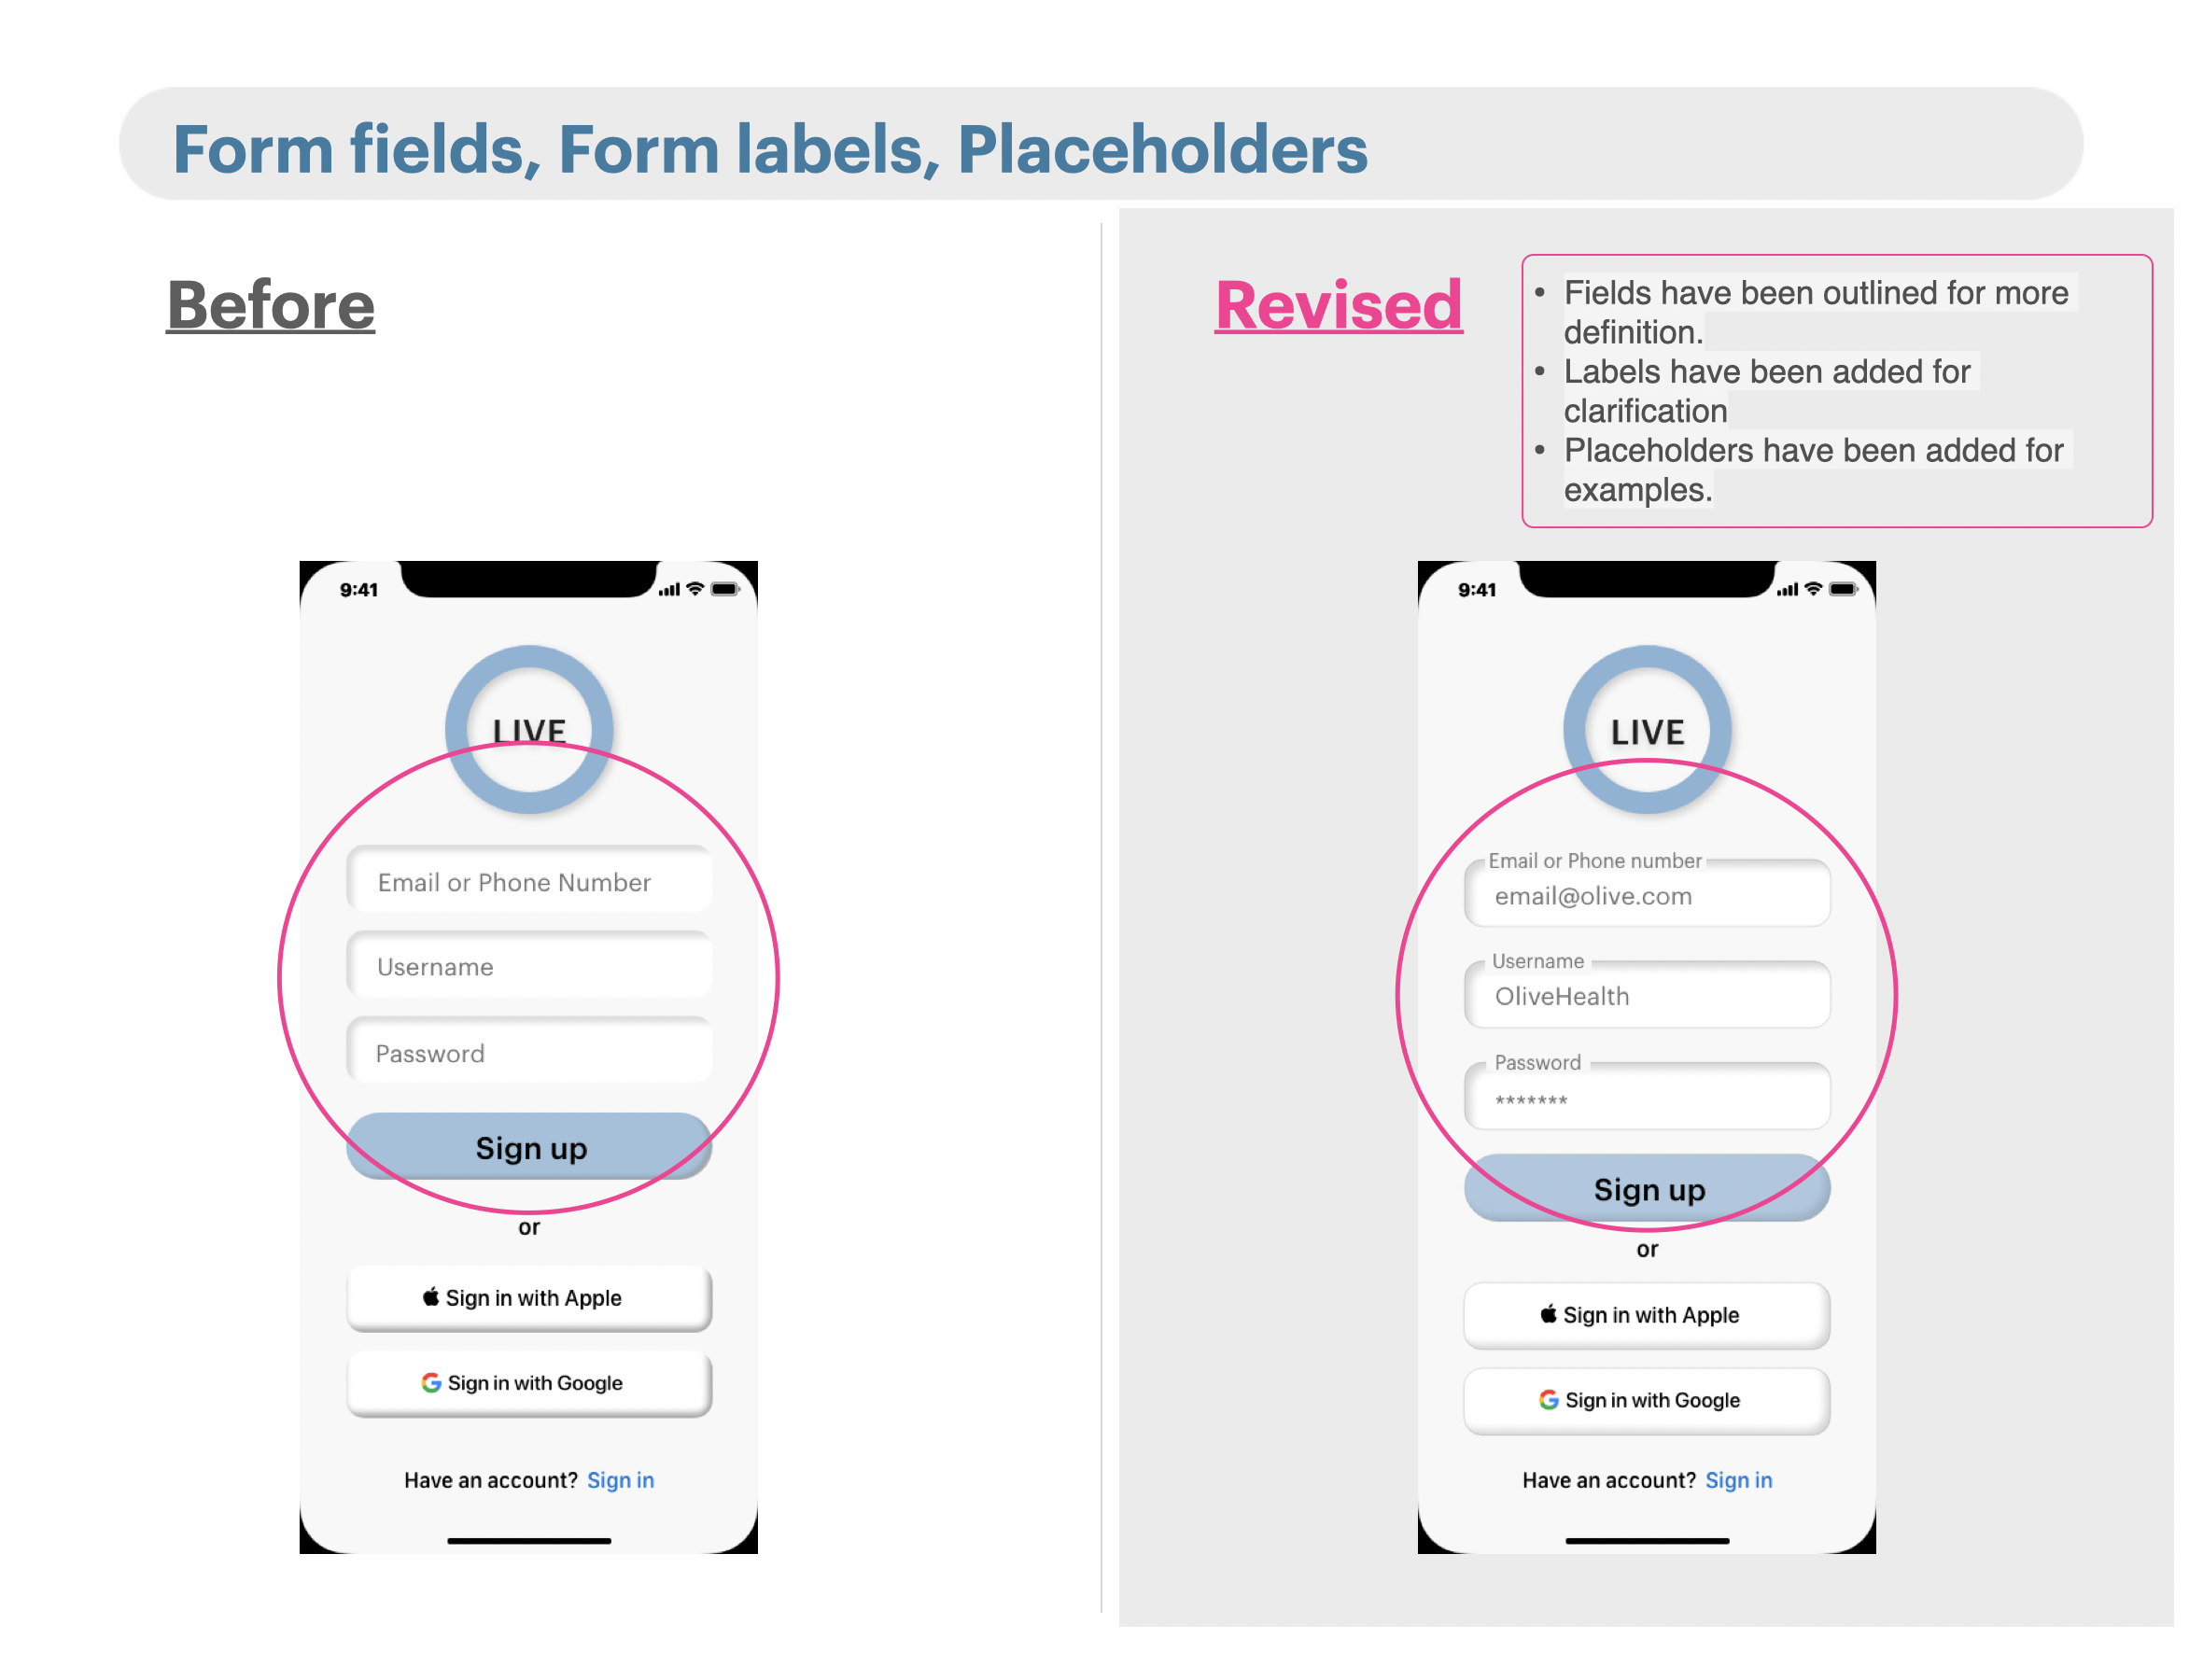 Form fields, Form labels, Placeholders
Before
9:41
LIVE
Email or Phone Number
Username
Password
Sign up
or
Sign in with Apple
Sign in with Google
Have an account? Sign in
Revised
• Fields have been outlined for more
definition.
• Labels have been added for
clarification
• Placeholders have been added for
examples.
9:41
LIVE
Email or Phone number
email@olive.com
Username
OliveHealth
Password
*******
Sign up
or
Sign in with Apple
Sign in with Google
Have an account? Sign in